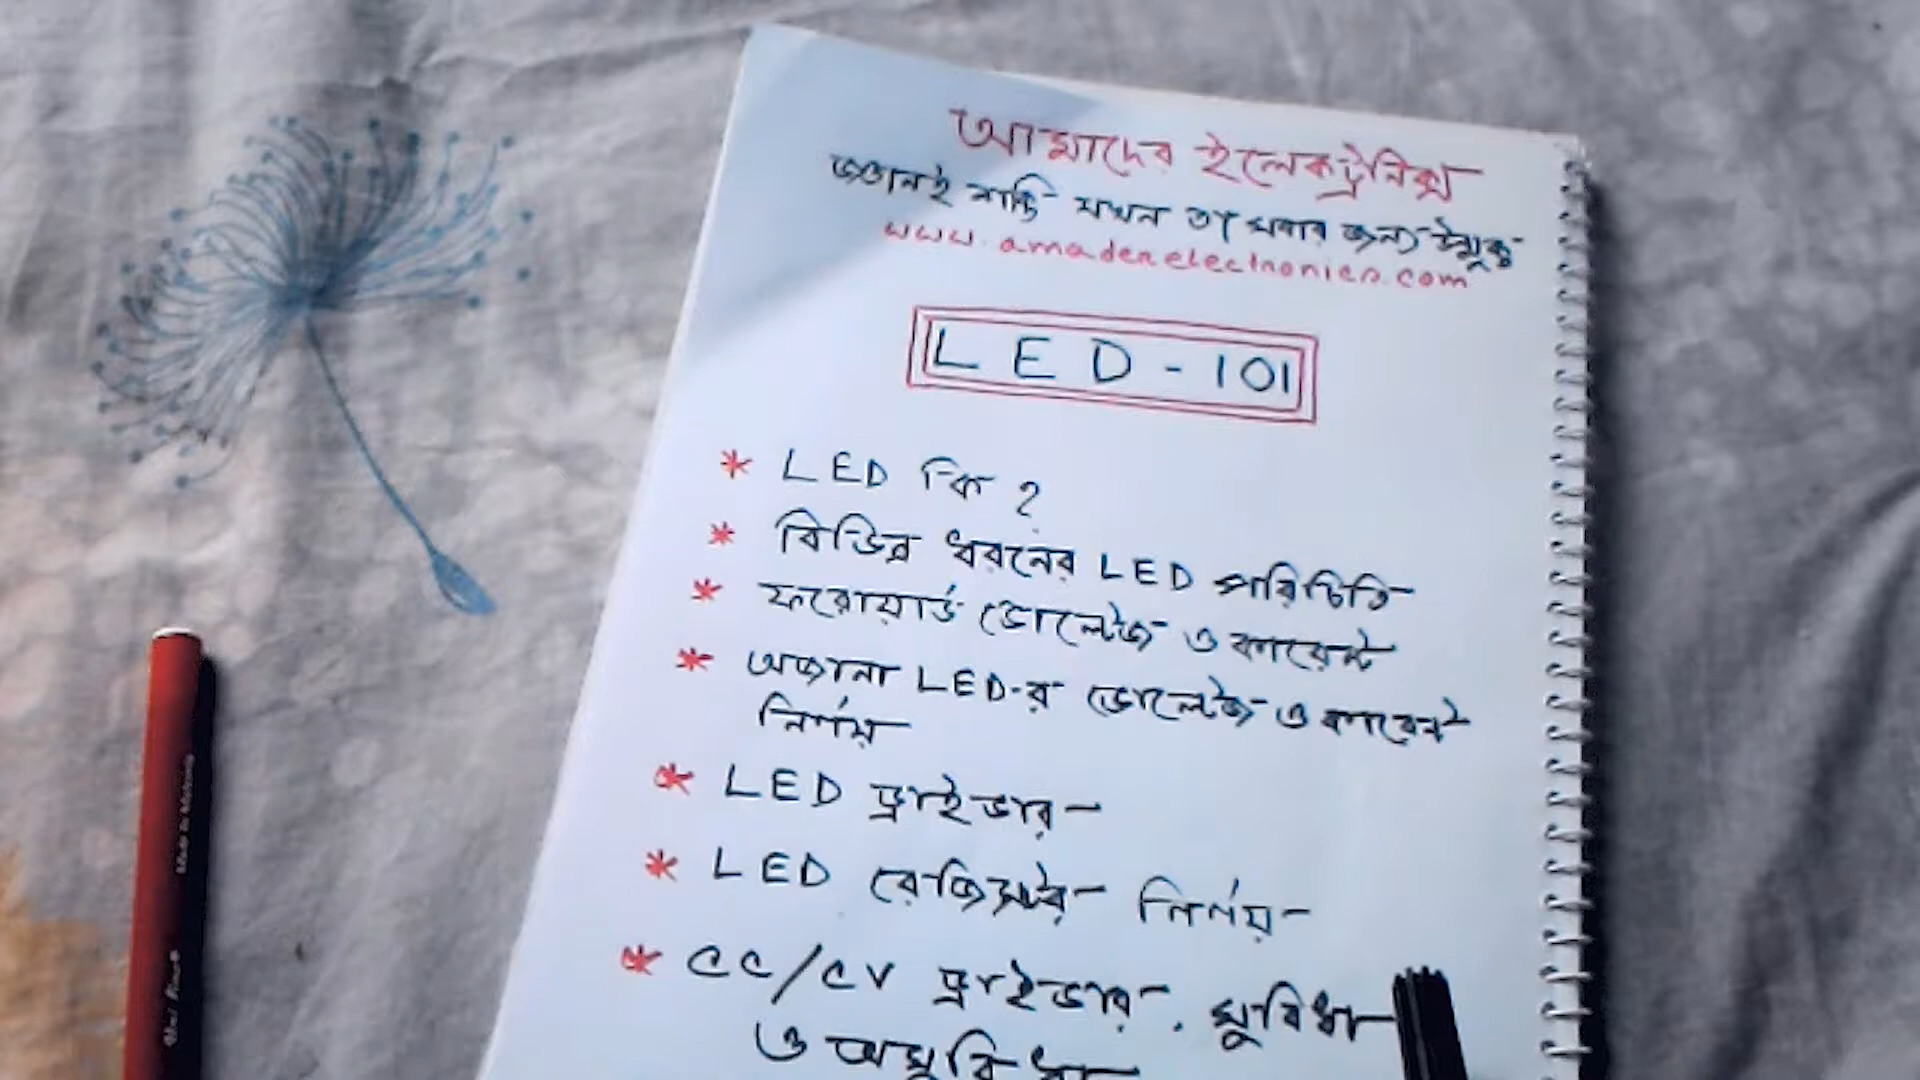 আমাদের ইলেকট্রনিক্স
জ্ঞানই শক্তি যখন তা সবার জন্য উন্মুক্ত
www.amaderelectronics.com
LED-101
* LED কি ?
* বিভিন্ন ধরনের LED পরিচিতি
* ফরোয়ার্ড ভোল্টেজ ও কারেন্ট
* অজানা LED-র ভোল্টেজ ও কারেন্ট
নির্ণয়
* LED ড্রাইভার
* LED রেজিস্টর নির্ণয়
* CC/CV ড্রাইভার, সুবিধা
ও অসুবিধা